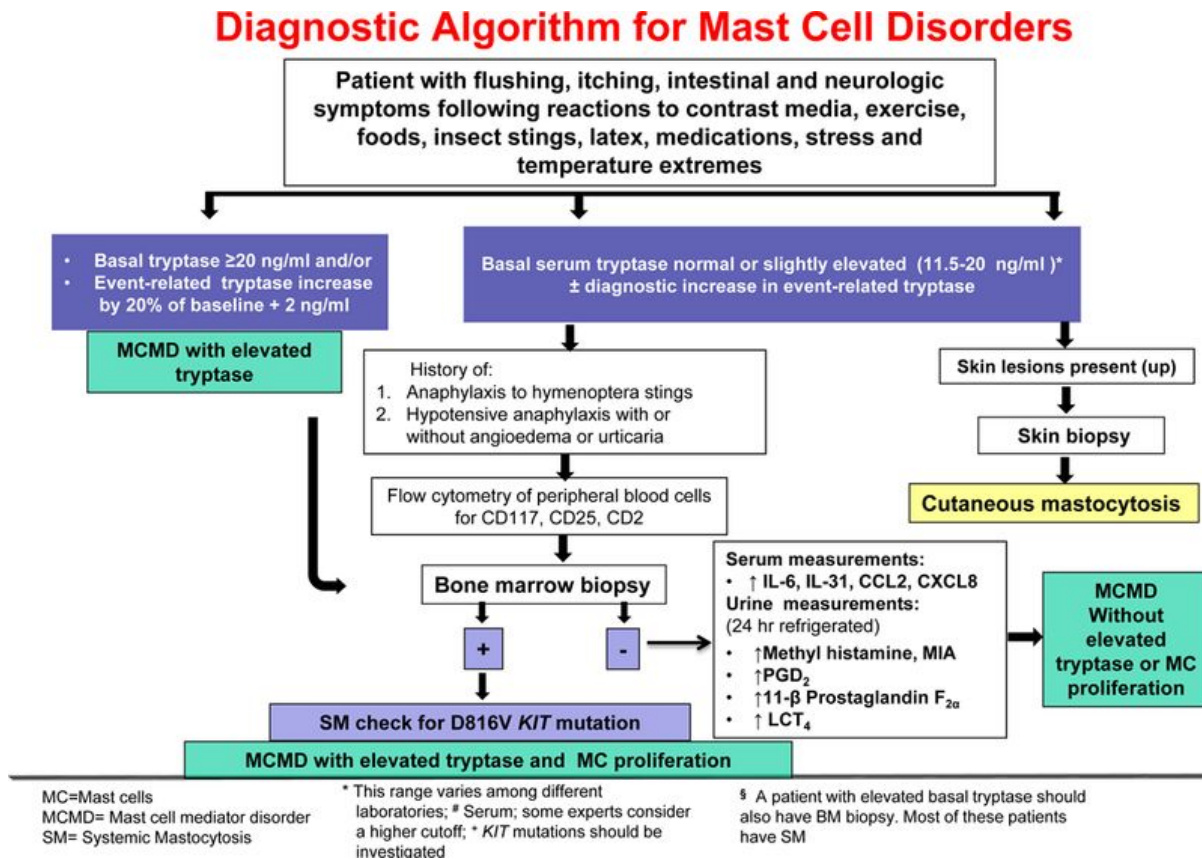 Diagnostic Algorithm for Mast Cell Disorders
Patient with flushing, itching, intestinal and neurologic
symptoms following reactions to contrast media, exercise,
foods, insect stings, latex, medications, stress and
temperature extremes
• Basal tryptase ≥20 ng/ml and/or
• Event-related tryptase increase
by 20% of baseline + 2 ng/ml
MCMD with elevated
tryptase
Basal serum tryptase normal or slightly elevated (11.5-20 ng/ml )*
± diagnostic increase in event-related tryptase
History of:
1. Anaphylaxis to hymenoptera stings
2. Hypotensive anaphylaxis with or
without angioedema or urticaria
Flow cytometry of peripheral blood cells
for CD117, CD25, CD2
Bone marrow biopsy
+
-
SM check for D816V KIT mutation
MCMD with elevated tryptase and MC proliferation
Skin lesions present (up)
Skin biopsy
Cutaneous mastocytosis
Serum measurements:
• ↑ IL-6, IL-31, CCL2, CXCL8
Urine measurements:
(24 hr refrigerated)
• ↑Methyl histamine, MIA
• ↑PGD₂
• ↑11-β Prostaglandin F₂α
• ↑ LCT₄
MCMD
Without
elevated
tryptase or MC
proliferation
MC=Mast cells
MCMD= Mast cell mediator disorder
SM= Systemic Mastocytosis
* This range varies among different
laboratories; # Serum; some experts consider
a higher cutoff; * KIT mutations should be
investigated
§ A patient with elevated basal tryptase should
also have BM biopsy. Most of these patients
have SM